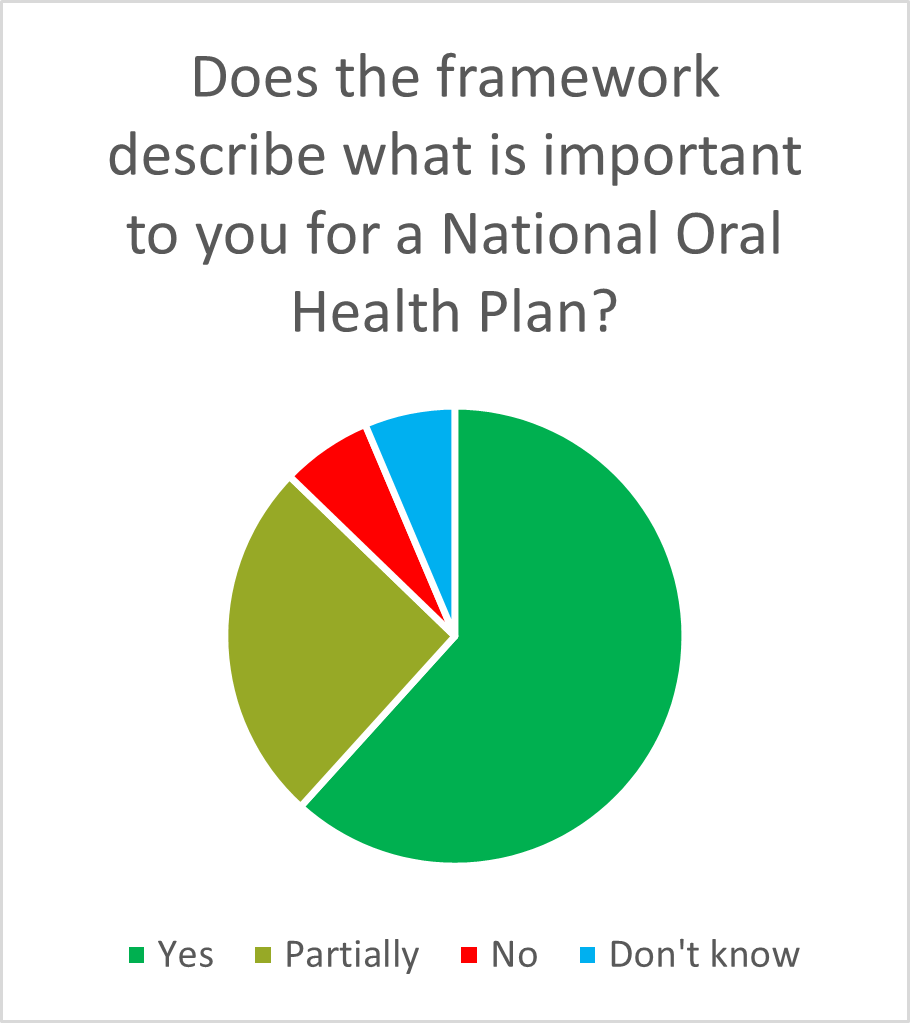 Does the framework
describe what is important
to you for a National Oral
Health Plan?
Yes Partially No Don't know